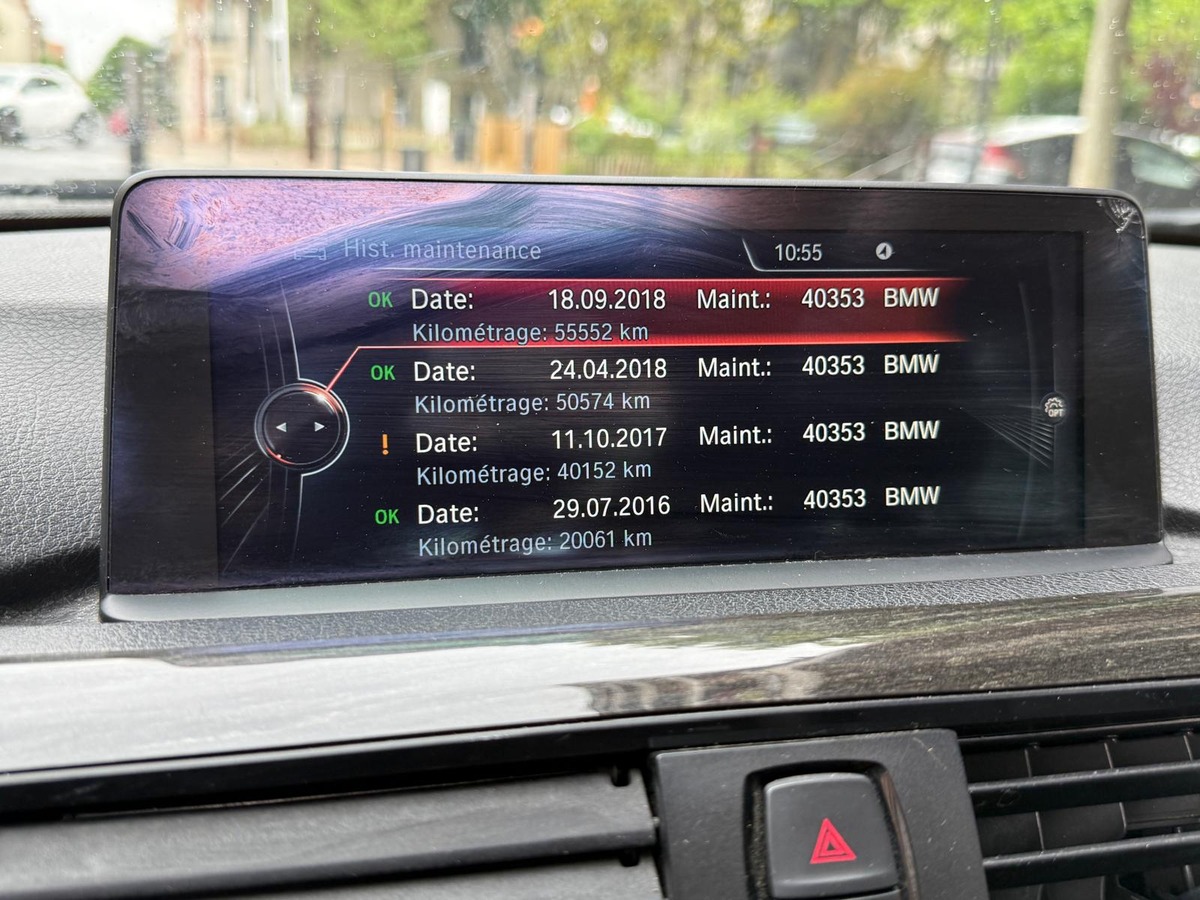 Hist. maintenance 10:55
OK Date: 18.09.2018 Maint.: 40353 BMW
Kilométrage: 55552 km
OK Date: 24.04.2018 Maint.: 40353 BMW
Kilométrage: 50574 km
! Date: 11.10.2017 Maint.: 40353 BMW
Kilométrage: 40152 km
OPT
OK Date: 29.07.2016 Maint.: 40353 BMW
Kilométrage: 20061 km